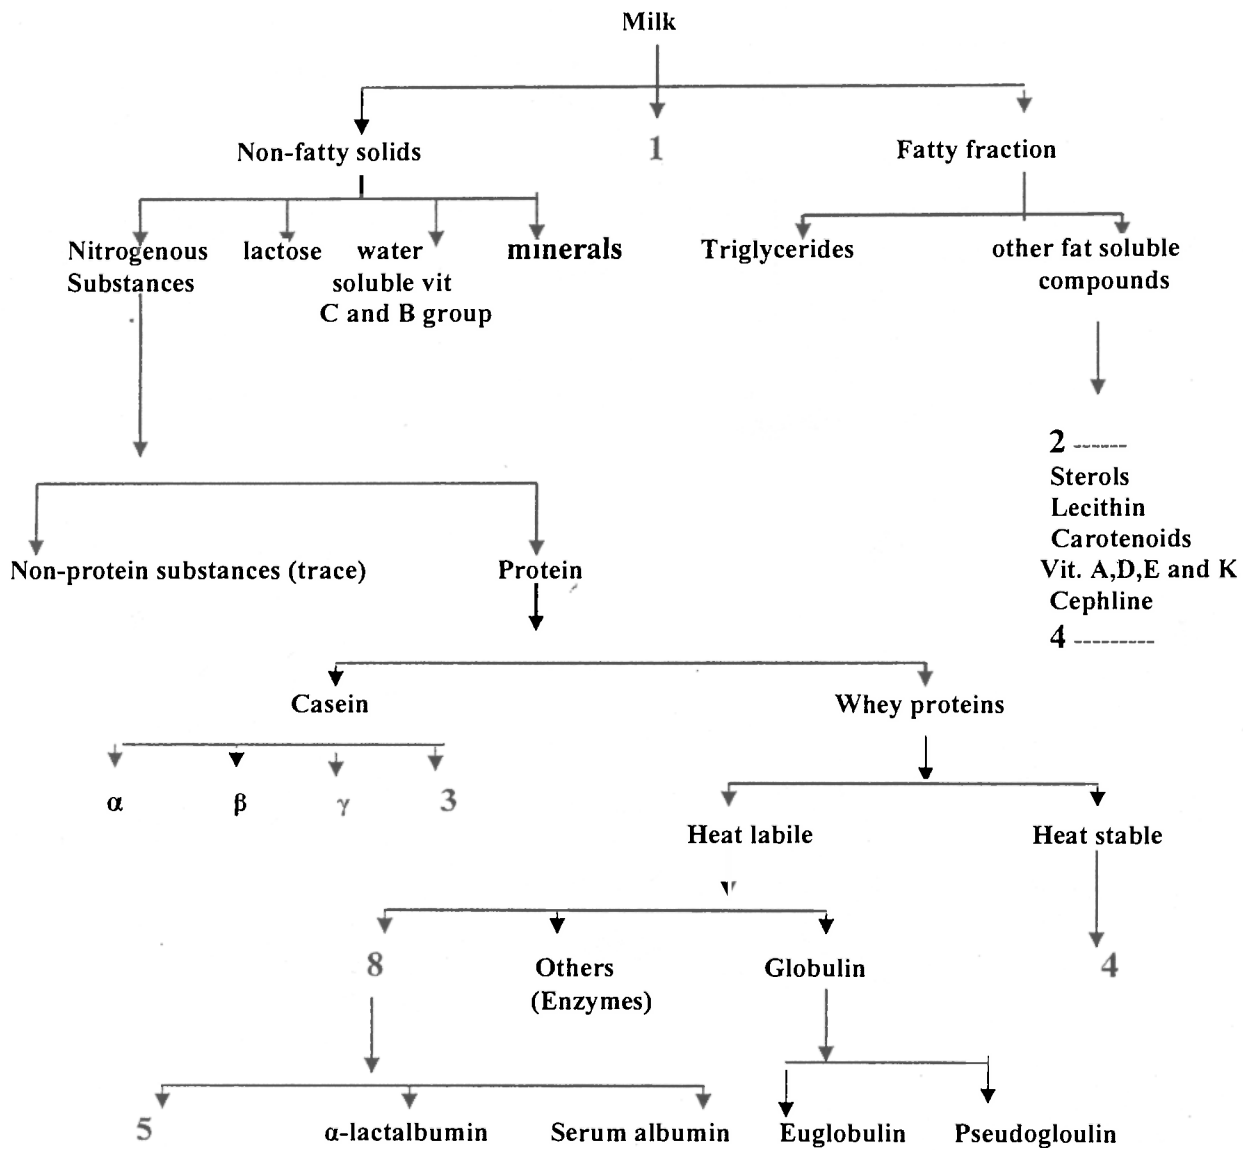 Milk
Non-fatty solids
1
Fatty fraction
Nitrogenous
Substances
lactose
water
soluble vit
C and B group
minerals
Triglycerides
other fat soluble
compounds
2 ------
Sterols
Lecithin
Carotenoids
Vit. A,D,E and K
Cephline
4 ---------
Non-protein substances (trace)
Protein
Casein
Whey proteins
α
β
γ
3
Heat labile
Heat stable
8
Others
(Enzymes)
Globulin
4
5
α-lactalbumin
Serum albumin
Euglobulin
Pseudogloulin